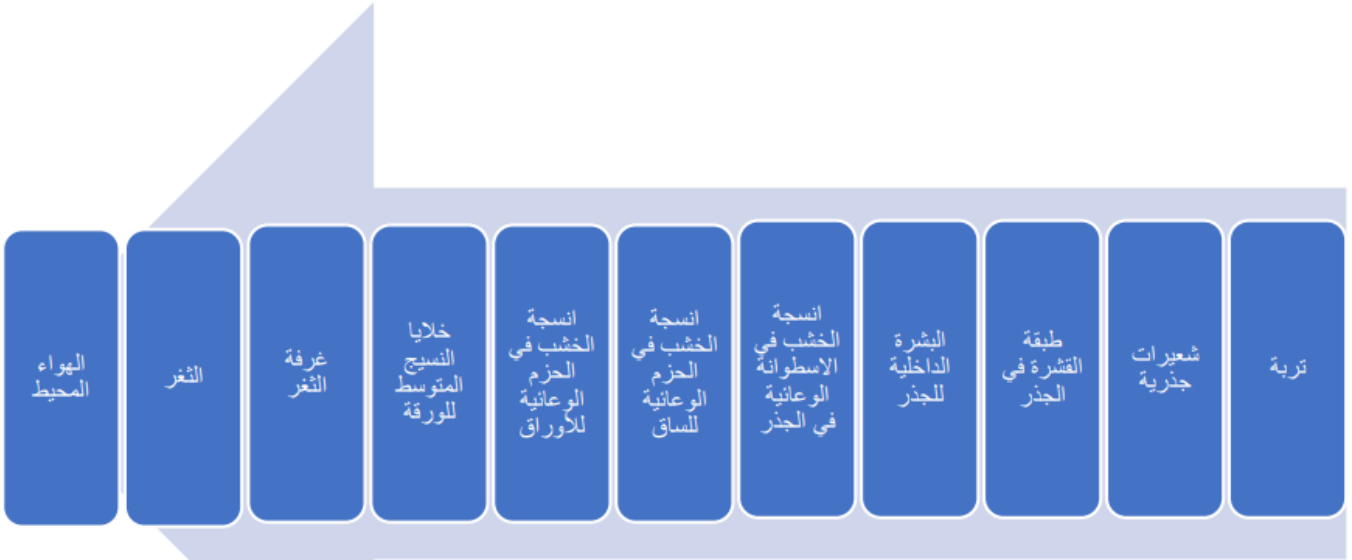 تربة
شعيرات
جذرية
طبقة
القشرة في
الجذر
البشرة
الداخلية
للجذر
انسجة
الخشب في
الاسطوانة
الوعائية
في الجذر
انسجة
الخشب في
الحزم
الوعائية
للساق
انسجة
الخشب في
الحزم
الوعائية
للأوراق
خلايا
النسيج
المتوسط
للورقة
غرفة
الثغر
الثغر
الهواء
المحيط